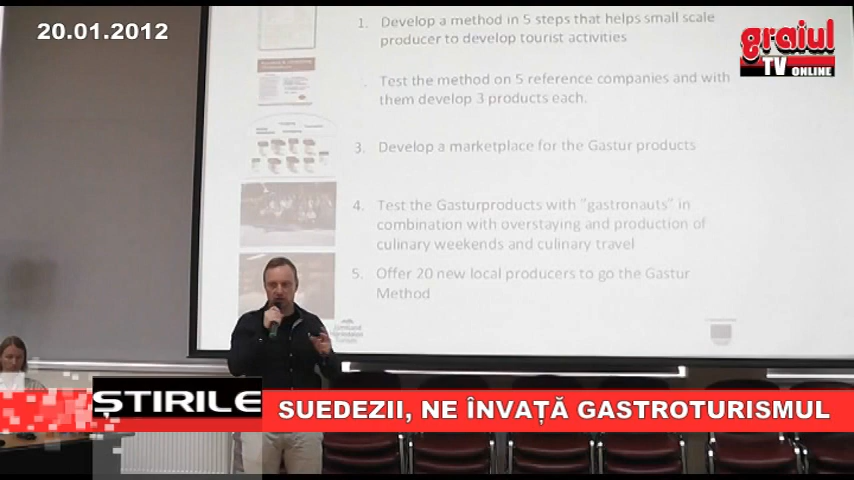 20.01.2012
graiul
TV ONLINE
1. Develop a method in 5 steps that helps small scale
producer to develop tourist activities
Test the method on 5 reference companies and with
them develop 3 products each.
3. Develop a marketplace for the Gastur products
4. Test the Gasturproducts with "gastronauts" in
combination with overstaying and production of
culinary weekends and culinary travel
5. Offer 20 new local producers to go the Gastur
Method
ȘTIRILE
SUEDEZII, NE ÎNVAȚĂ GASTROTURISMUL